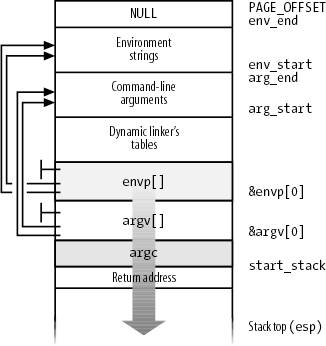 NULL
PAGE_OFFSET
env_end
Environment
strings
env_start
arg_end
Command-line
arguments
arg_start
Dynamic linker's
tables
envp[]
&envp[0]
argv[]
&argv[0]
argc
start_stack
Return address
Stack top (esp)